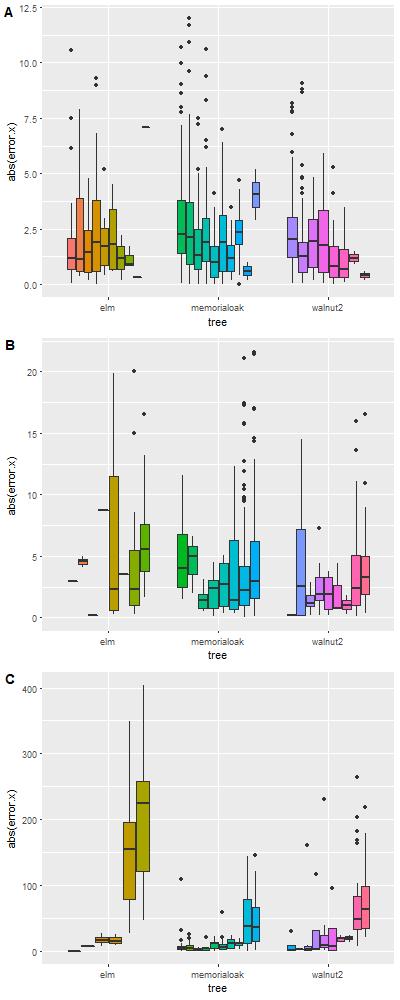 A
12.5
10.0
7.5
5.0
2.5
0.0
abs(error.x)
elm memorialoak walnut2
tree
B
20
15
10
5
0
abs(error.x)
elm memorialoak walnut2
tree
C
400
300
200
100
0
abs(error.x)
elm memorialoak walnut2
tree